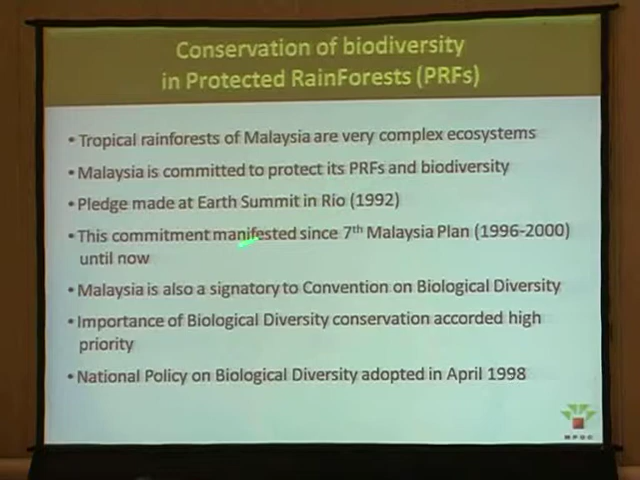 Conservation of biodiversity
in Protected RainForests (PRFs)
• Tropical rainforests of Malaysia are very complex ecosystems
• Malaysia is committed to protect its PRFs and biodiversity
• Pledge made at Earth Summit in Rio (1992)
• This commitment manifested since 7th Malaysia Plan (1996-2000)
until now
• Malaysia is also a signatory to Convention on Biological Diversity
• Importance of Biological Diversity conservation accorded high
priority
• National Policy on Biological Diversity adopted in April 1998
MPOC